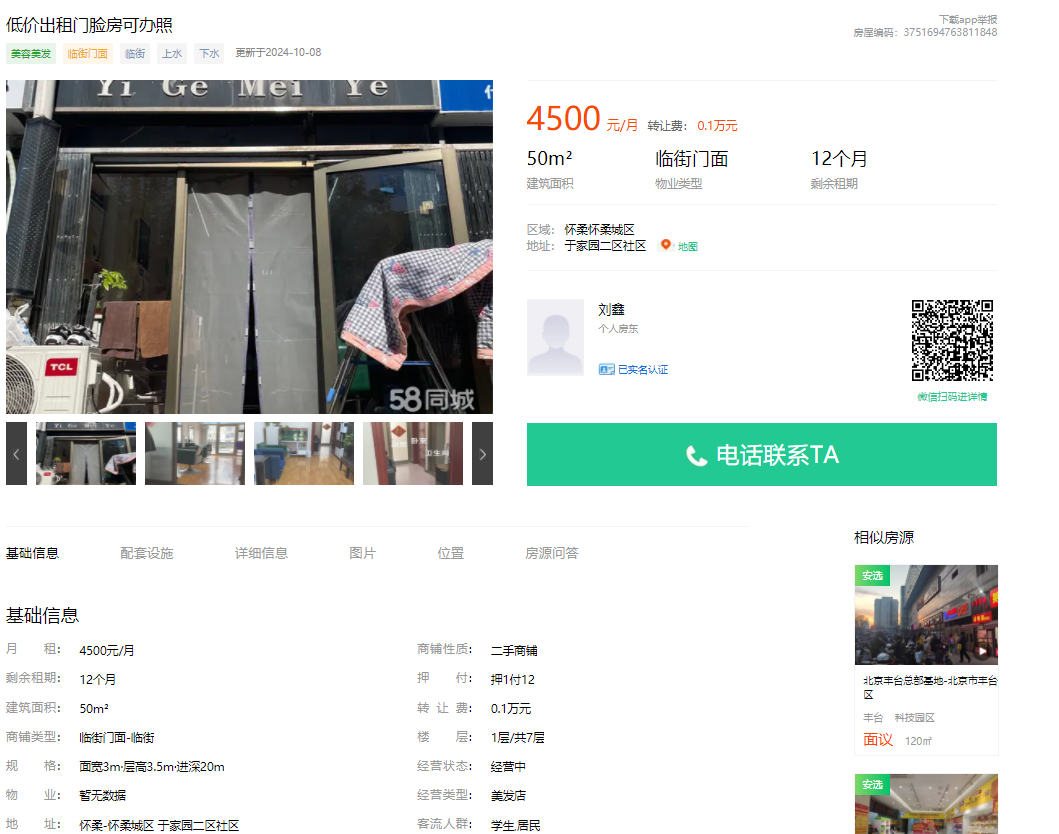 低价出租门脸房可办照
下载app举报
房屋编码：3751694763811848
美容美发 临街门面 临街 上水 下水 更新于2024-10-08
Yi Ge Mei Ye
TCL
58同城
4500 元/月 转让费： 0.1万元
50m² 临街门面 12个月
建筑面积 物业类型 剩余租期
区域： 怀柔怀柔城区
地址： 于家园二区社区 地图
刘鑫
个人房东
已实名认证
微信扫码进详情
电话联系TA
卧室
卫生间
基础信息 配套设施 详细信息 图片 位置 房源问答
相似房源
基础信息
月 租： 4500元/月 商铺性质： 二手商铺
剩余租期： 12个月 押 付： 押1付12
建筑面积： 50m² 转 让 费： 0.1万元
商铺类型： 临街门面-临街 楼 层： 1层/共7层
规 格： 面宽3m·层高3.5m·进深20m 经营状态： 经营中
物 业： 暂无数据 经营类型： 美发店
地 址： 怀柔-怀柔城区 于家园二区社区 客流人群： 学生,居民
安选
北京丰台总部基地-北京市丰台
区
丰台 科技园区
面议 120㎡
安选